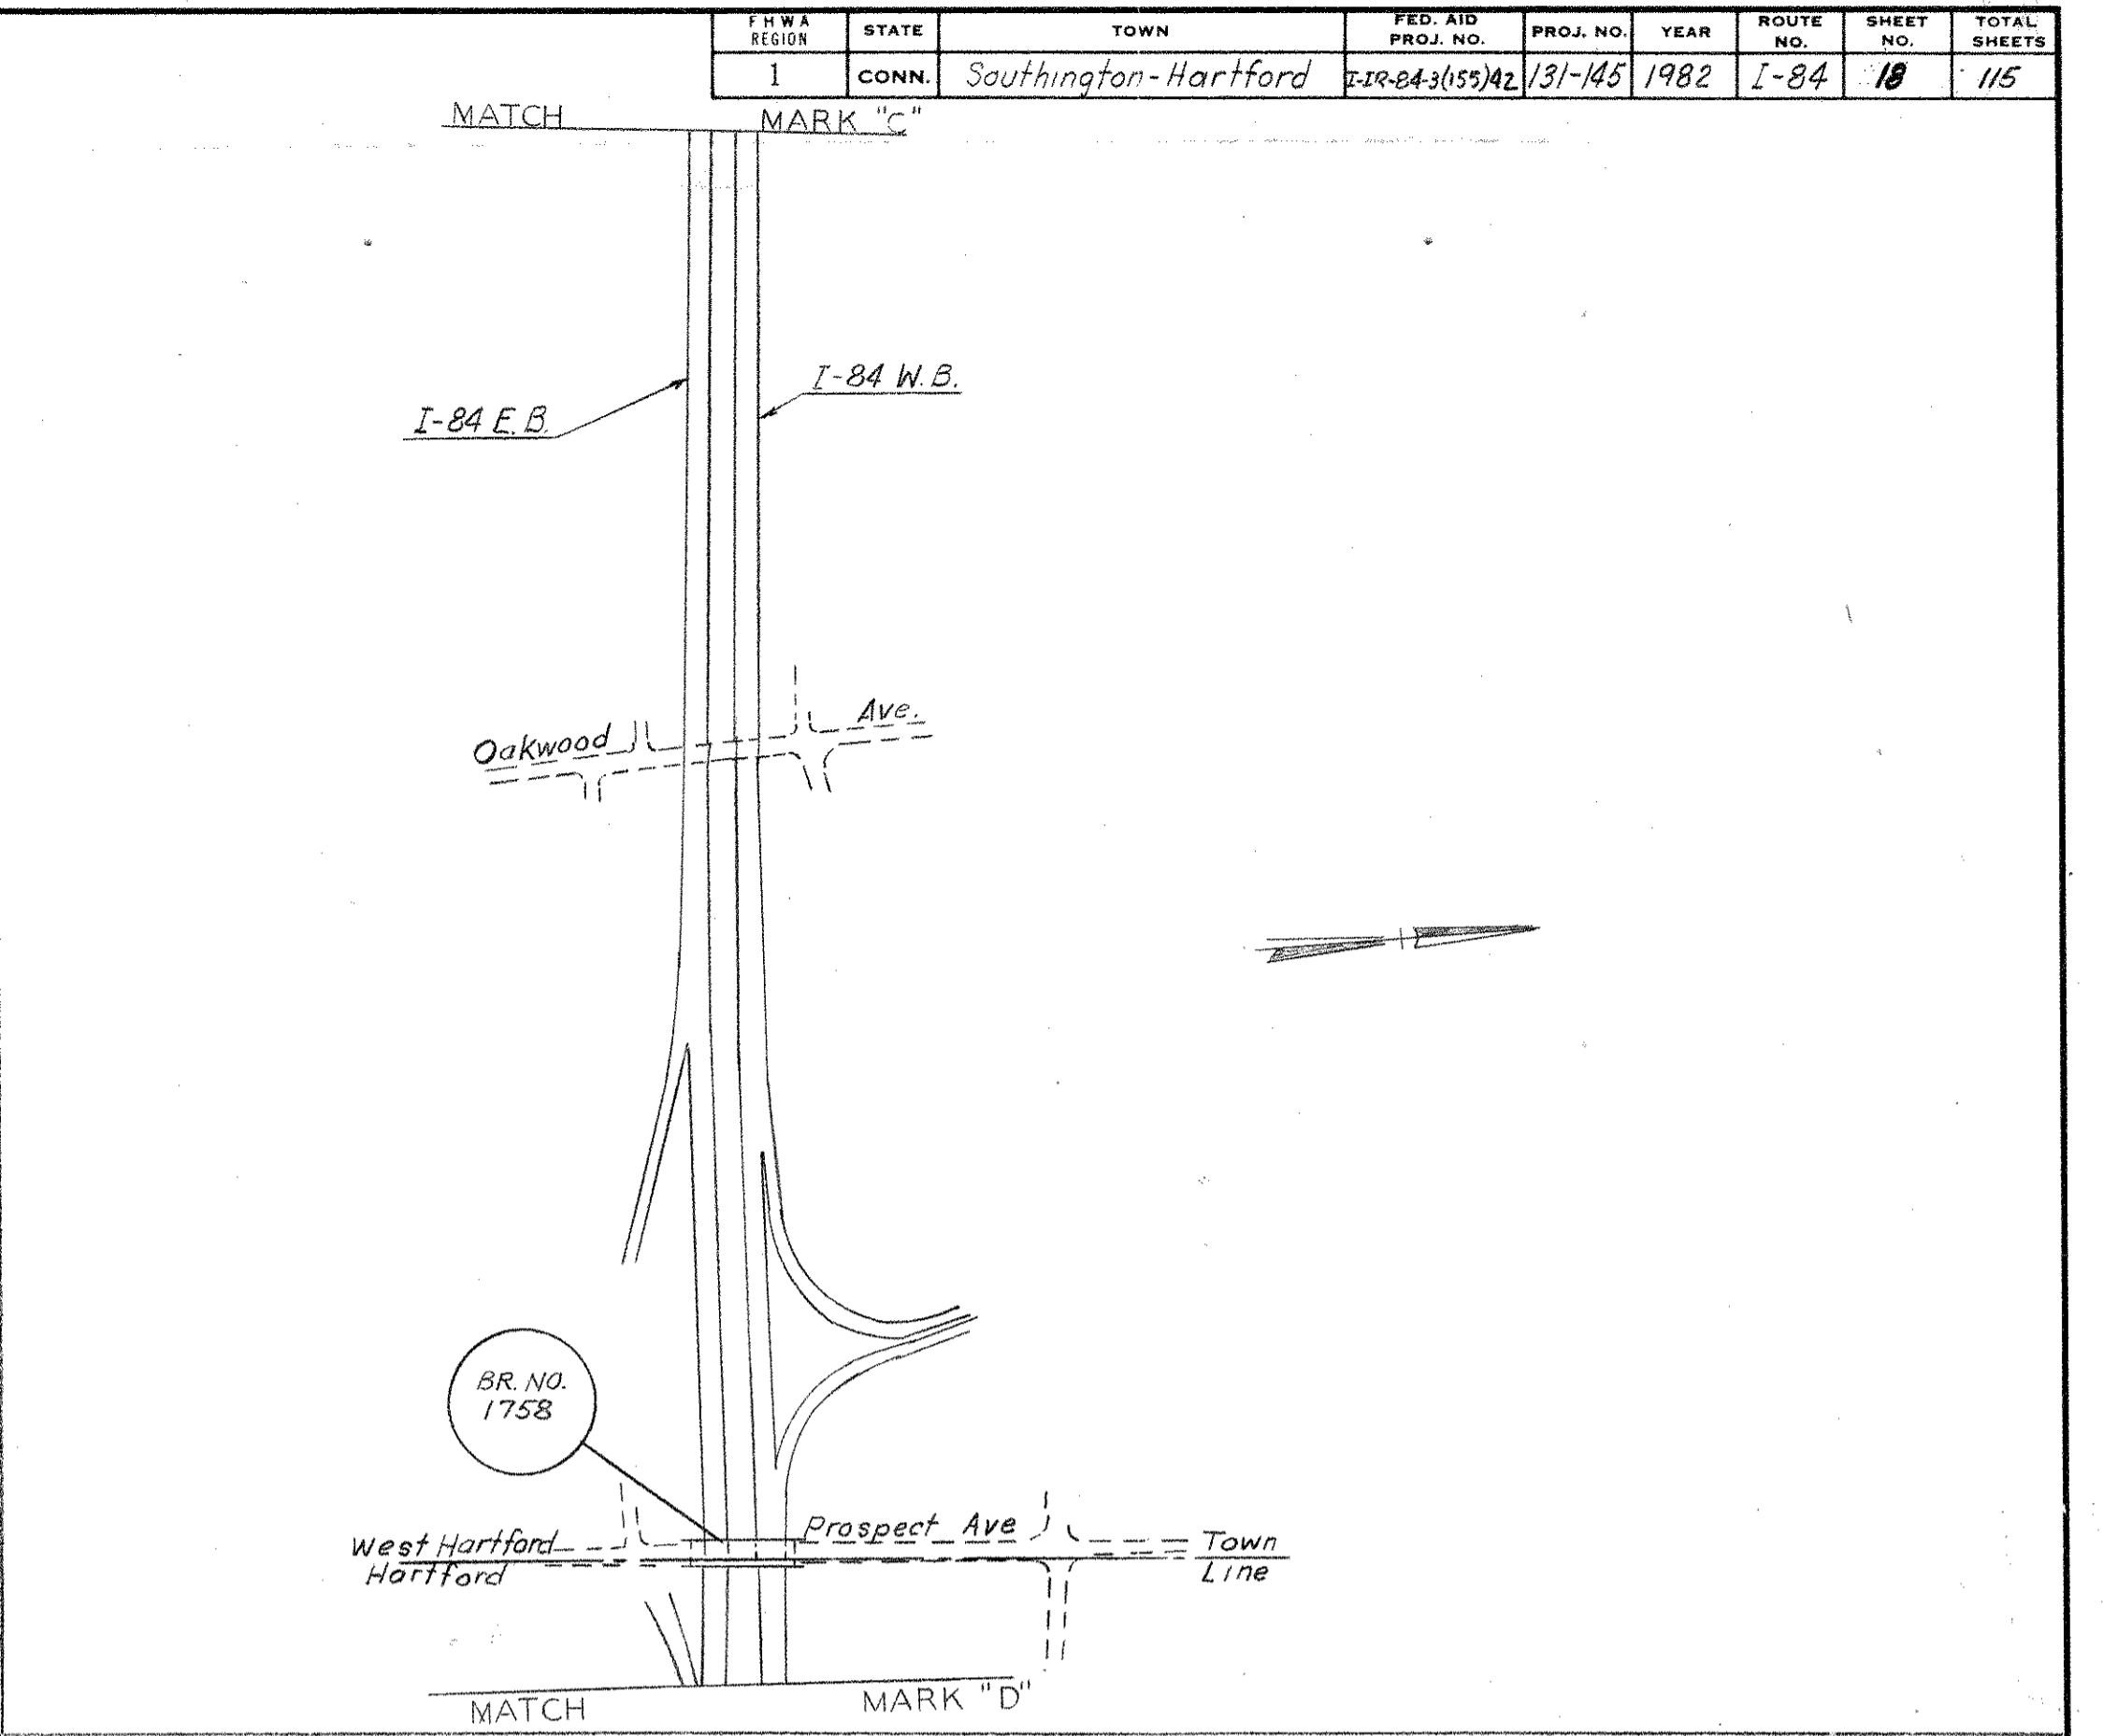 FHWA REGION STATE TOWN FED. AID PROJ. NO. PROJ. NO. YEAR ROUTE NO. SHEET NO. TOTAL SHEETS
1 CONN. Southington-Hartford I-IR-84-3(155)42 131-145 1982 I-84 18 115
MATCH MARK "C"
I-84 W.B.
I-84 E.B.
Oakwood Ave.
BR. NO.
1758
West Hartford Prospect Ave Town
Hartford Line
MATCH MARK "D"